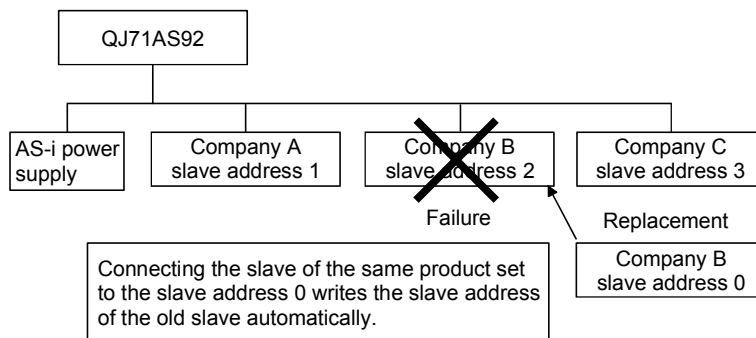 QJ71AS92
AS-i power
supply
Company A
slave address 1
Company B
slave address 2
Company C
slave address 3
Failure
Replacement
Company B
slave address 0
Connecting the slave of the same product set
to the slave address 0 writes the slave address
of the old slave automatically.